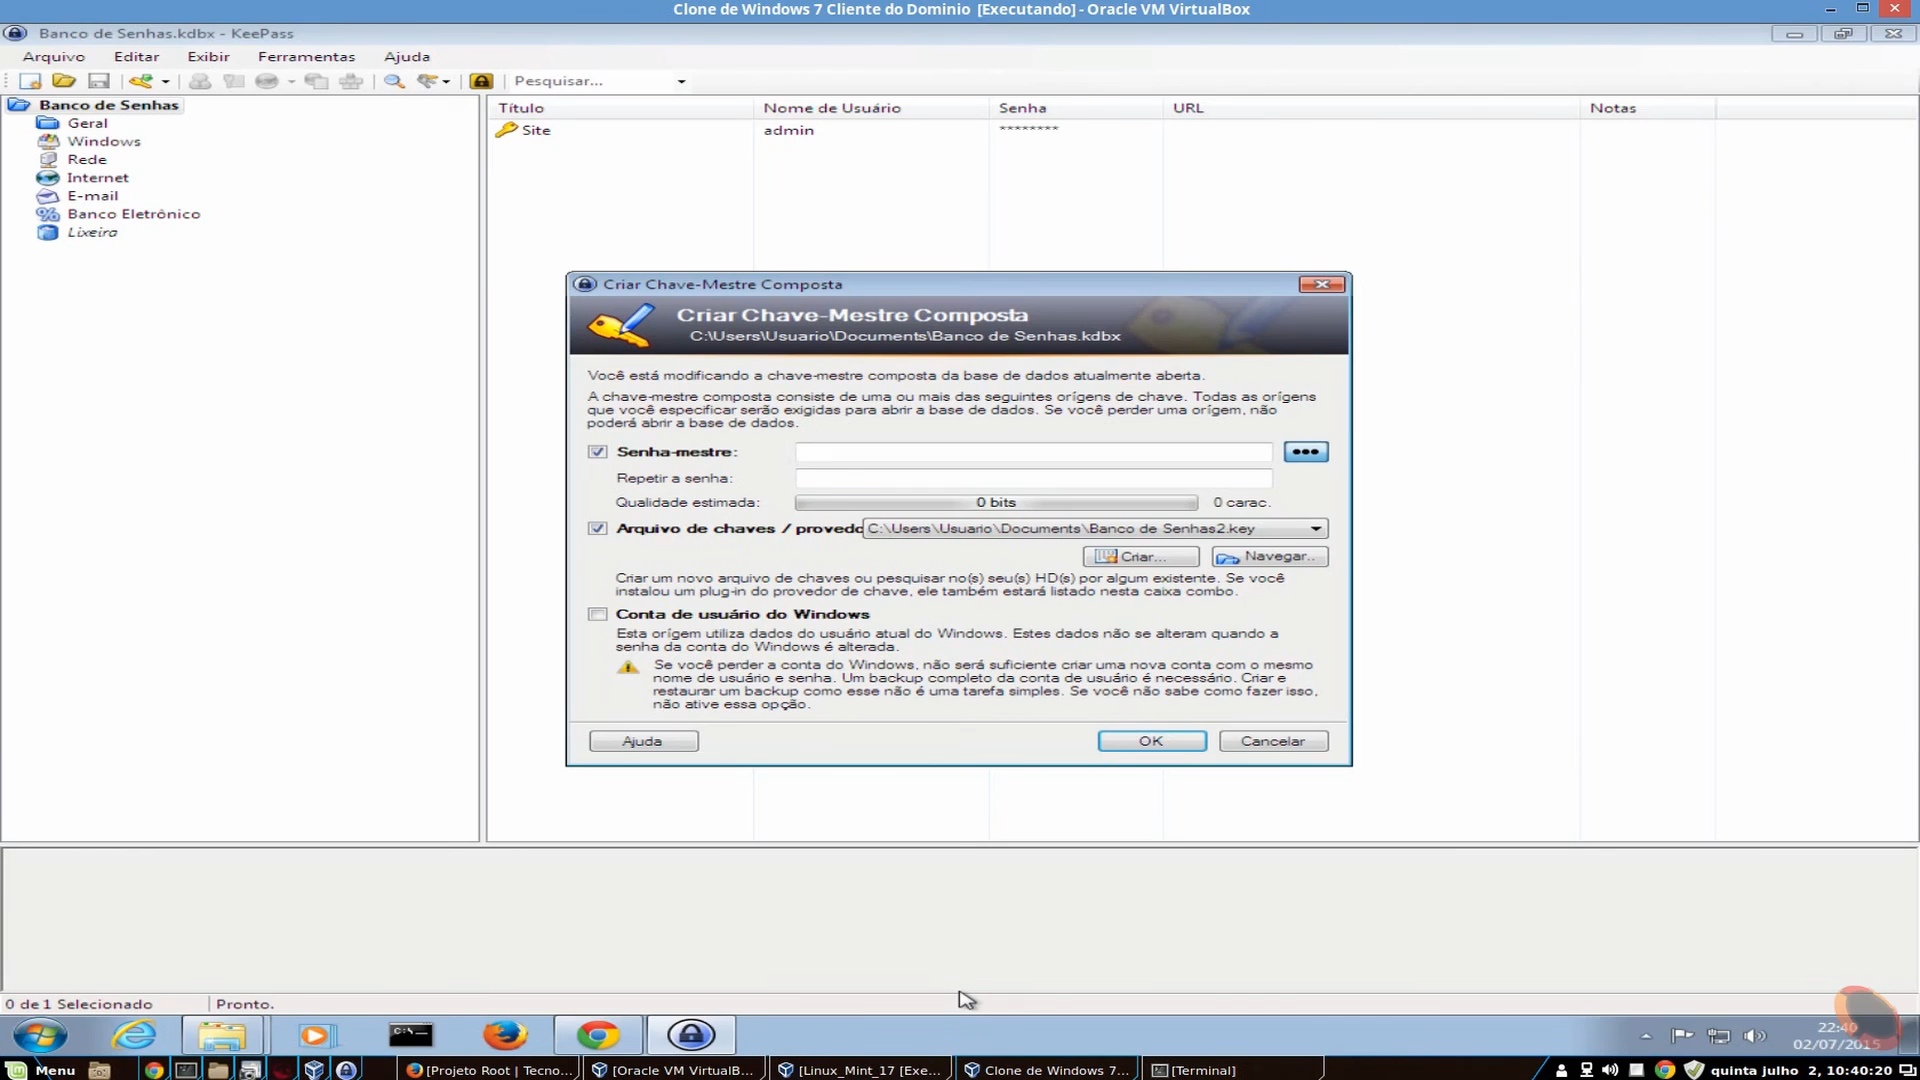 Clone de Windows 7 Cliente do Dominio [Executando] - Oracle VM VirtualBox
Banco de Senhas.kdbx - KeePass
Arquivo Editar Exibir Ferramentas Ajuda
Pesquisar...
Banco de Senhas
Geral
Windows
Rede
Internet
E-mail
Banco Eletrônico
Lixeira
Título Nome de Usuário Senha URL Notas
Site admin ********
Criar Chave-Mestre Composta
Criar Chave-Mestre Composta
C:\Users\Usuario\Documents\Banco de Senhas.kdbx
Você está modificando a chave-mestre composta da base de dados atualmente aberta.
A chave-mestre composta consiste de uma ou mais das seguintes orígens de chave. Todas as orígens
que você especificar serão exigidas para abrir a base de dados. Se você perder uma orígem, não
poderá abrir a base de dados.
Senha-mestre:
Repetir a senha:
Qualidade estimada: 0 bits 0 carac.
Arquivo de chaves / provedo C:\Users\Usuario\Documents\Banco de Senhas2.key
Criar... Navegar..
Criar um novo arquivo de chaves ou pesquisar no(s) seu(s) HD(s) por algum existente. Se você
instalou um plug-in do provedor de chave, ele também estará listado nesta caixa combo.
Conta de usuário do Windows
Esta orígem utiliza dados do usuário atual do Windows. Estes dados não se alteram quando a
senha da conta do Windows é alterada.
Se você perder a conta do Windows, não será suficiente criar uma nova conta com o mesmo
nome de usuário e senha. Um backup completo da conta de usuário é necessário. Criar e
restaurar um backup como esse não é uma tarefa simples. Se você não sabe como fazer isso,
não ative essa opção.
Ajuda OK Cancelar
0 de 1 Selecionado Pronto.
C:\
22:40
02/07/2015
Menu [Projeto Root | Tecno... [Oracle VM VirtualB... [Linux_Mint_17 [Exe... Clone de Windows 7... [Terminal] quinta julho 2, 10:40:20